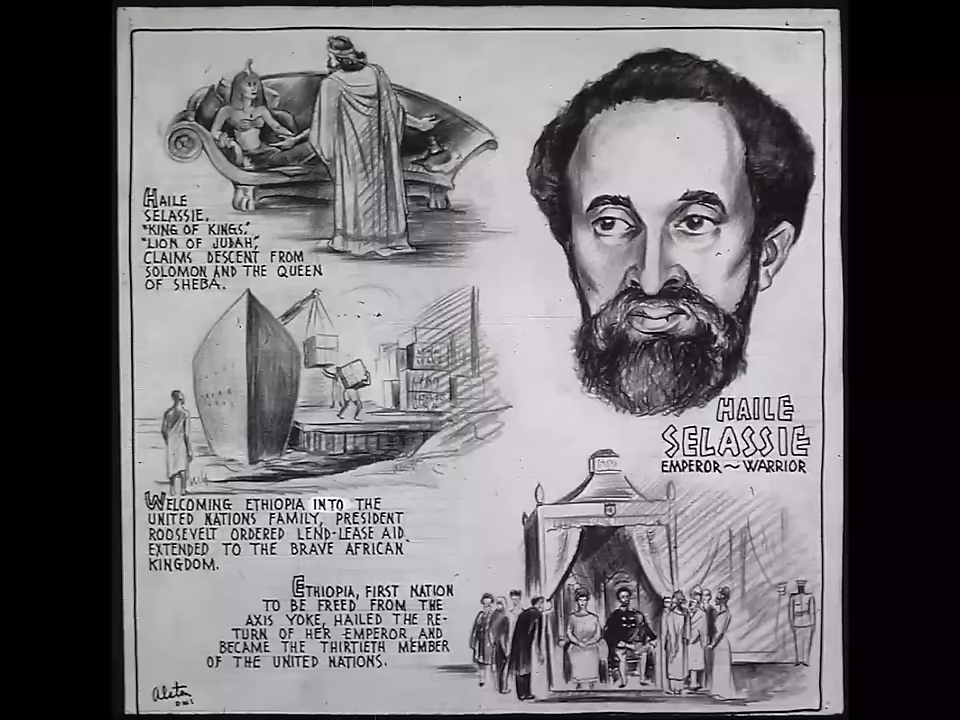 HAILE
SELASSIE,
"KING OF KINGS,"
"LION OF JUDAH,"
CLAIMS DESCENT FROM
SOLOMON AND THE QUEEN
OF SHEBA.
HAILE
SELASSIE
EMPEROR~WARRIOR
WELCOMING ETHIOPIA INTO THE
UNITED NATIONS FAMILY, PRESIDENT
ROOSEVELT ORDERED LEND-LEASE AID
EXTENDED TO THE BRAVE AFRICAN
KINGDOM.
ETHIOPIA, FIRST NATION
TO BE FREED FROM THE
AXIS YOKE, HAILED THE RE-
TURN OF HER EMPEROR, AND
BECAME THE THIRTIETH MEMBER
OF THE UNITED NATIONS.
Alston